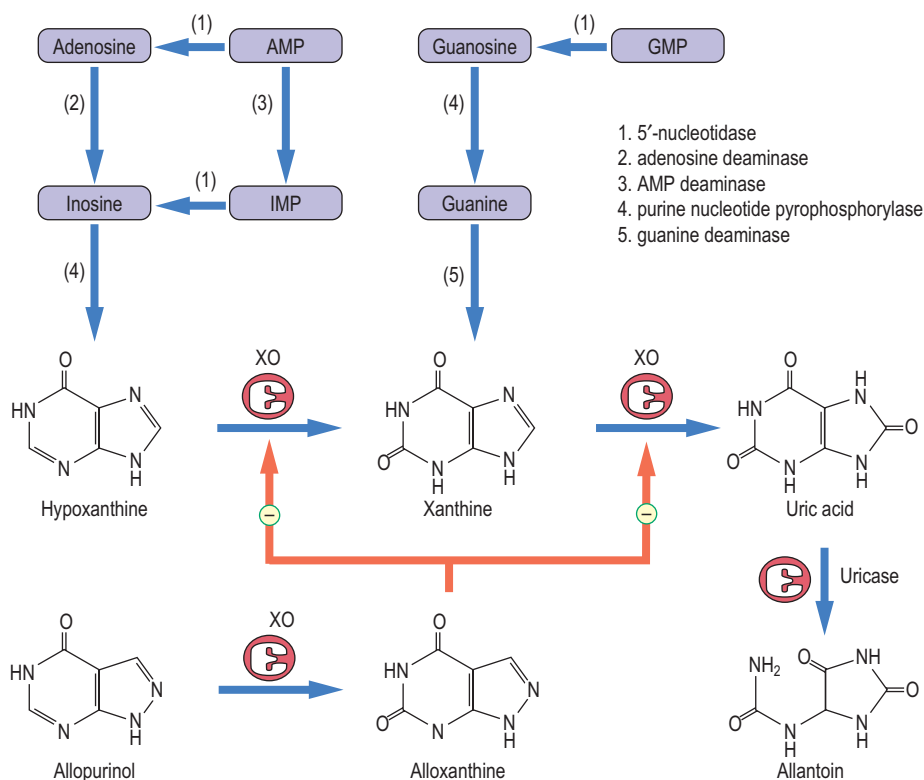 (1) (1)
Adenosine AMP Guanosine GMP
(2) (3) (4)
1. 5′-nucleotidase
2. adenosine deaminase
3. AMP deaminase
4. purine nucleotide pyrophosphorylase
5. guanine deaminase
(1)
Inosine IMP Guanine
(4) (5)
O XO O XO O H
HN N HN N HN N
O
N N H O N H N H O N H N H
Hypoxanthine Xanthine Uric acid
− −
Uricase
O XO O
HN HN
N N
N N H O N N H
NH2 O NH
O
O N H N H
Allopurinol Alloxanthine Allantoin